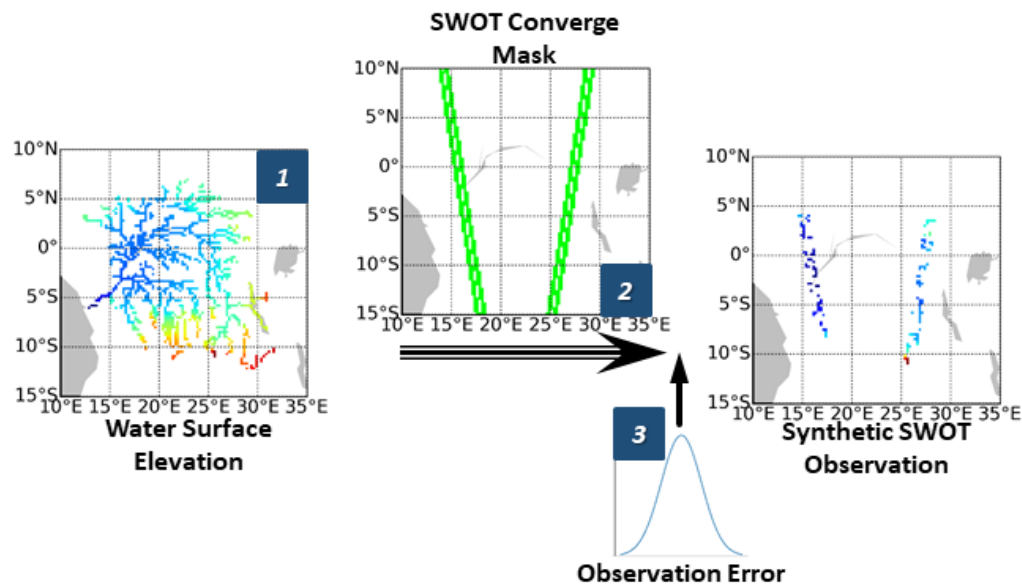 SWOT Converge
Mask
10°N
5°N
0°
5°S
10°S
15°S
10°E 15°E 20°E 25°E 30°E 35°E
2
10°N
5°N
0°
5°S
10°S
15°S
10°E 15°E 20°E 25°E 30°E 35°E
1
Water Surface
Elevation
10°N
5°N
0°
5°S
10°S
15°S
10°E 15°E 20°E 25°E 30°E 35°E
Synthetic SWOT
Observation
3
Observation Error